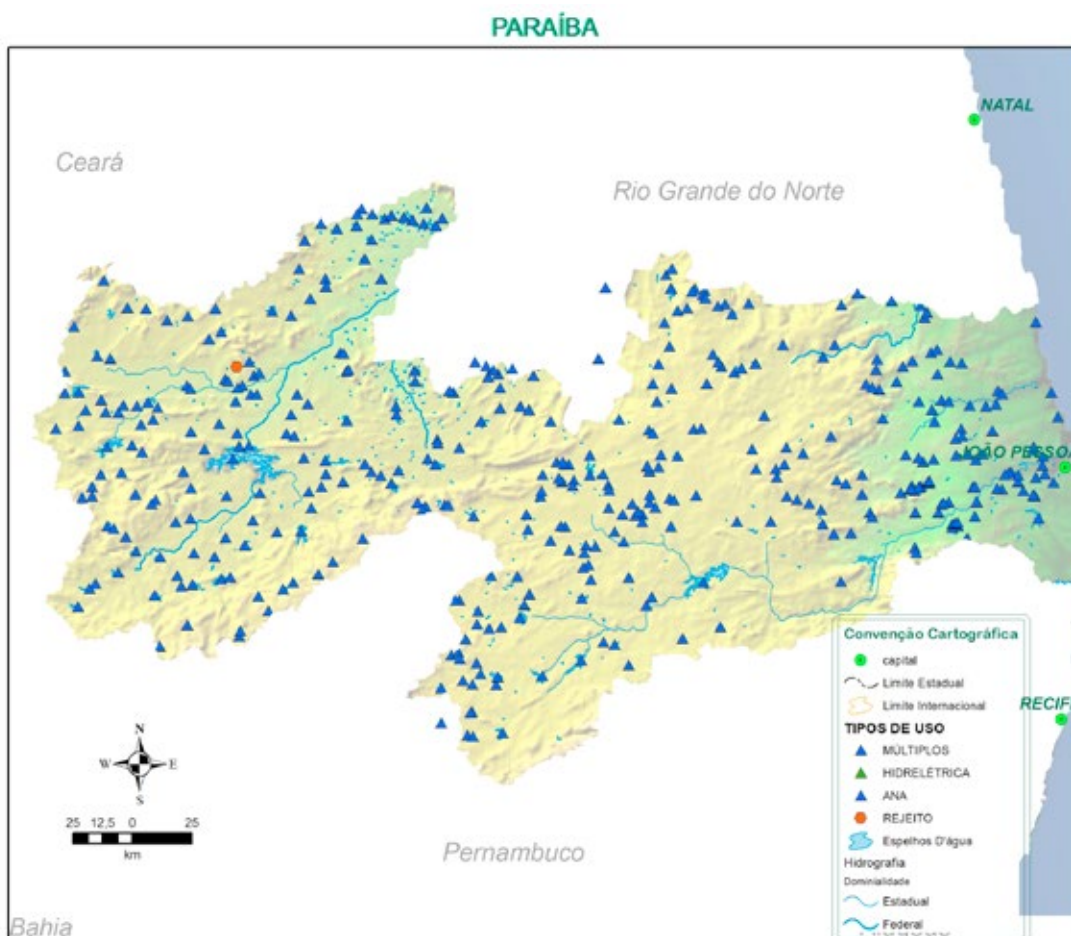 PARAÍBA
NATAL
Ceará
Rio Grande do Norte
JOÃO PESSOA
Convenção Cartográfica
capital
Limite Estadual
Limite Internacional
RECIF
TIPOS DE USO
MÚLTIPLOS
HIDRELÉTRICA
ANA
REJEITO
Espelhos D'água
Hidrografia
Dominialidade
Estadual
Federal
N
W E
S
25 12,5 0 25
km
Pernambuco
Bahia